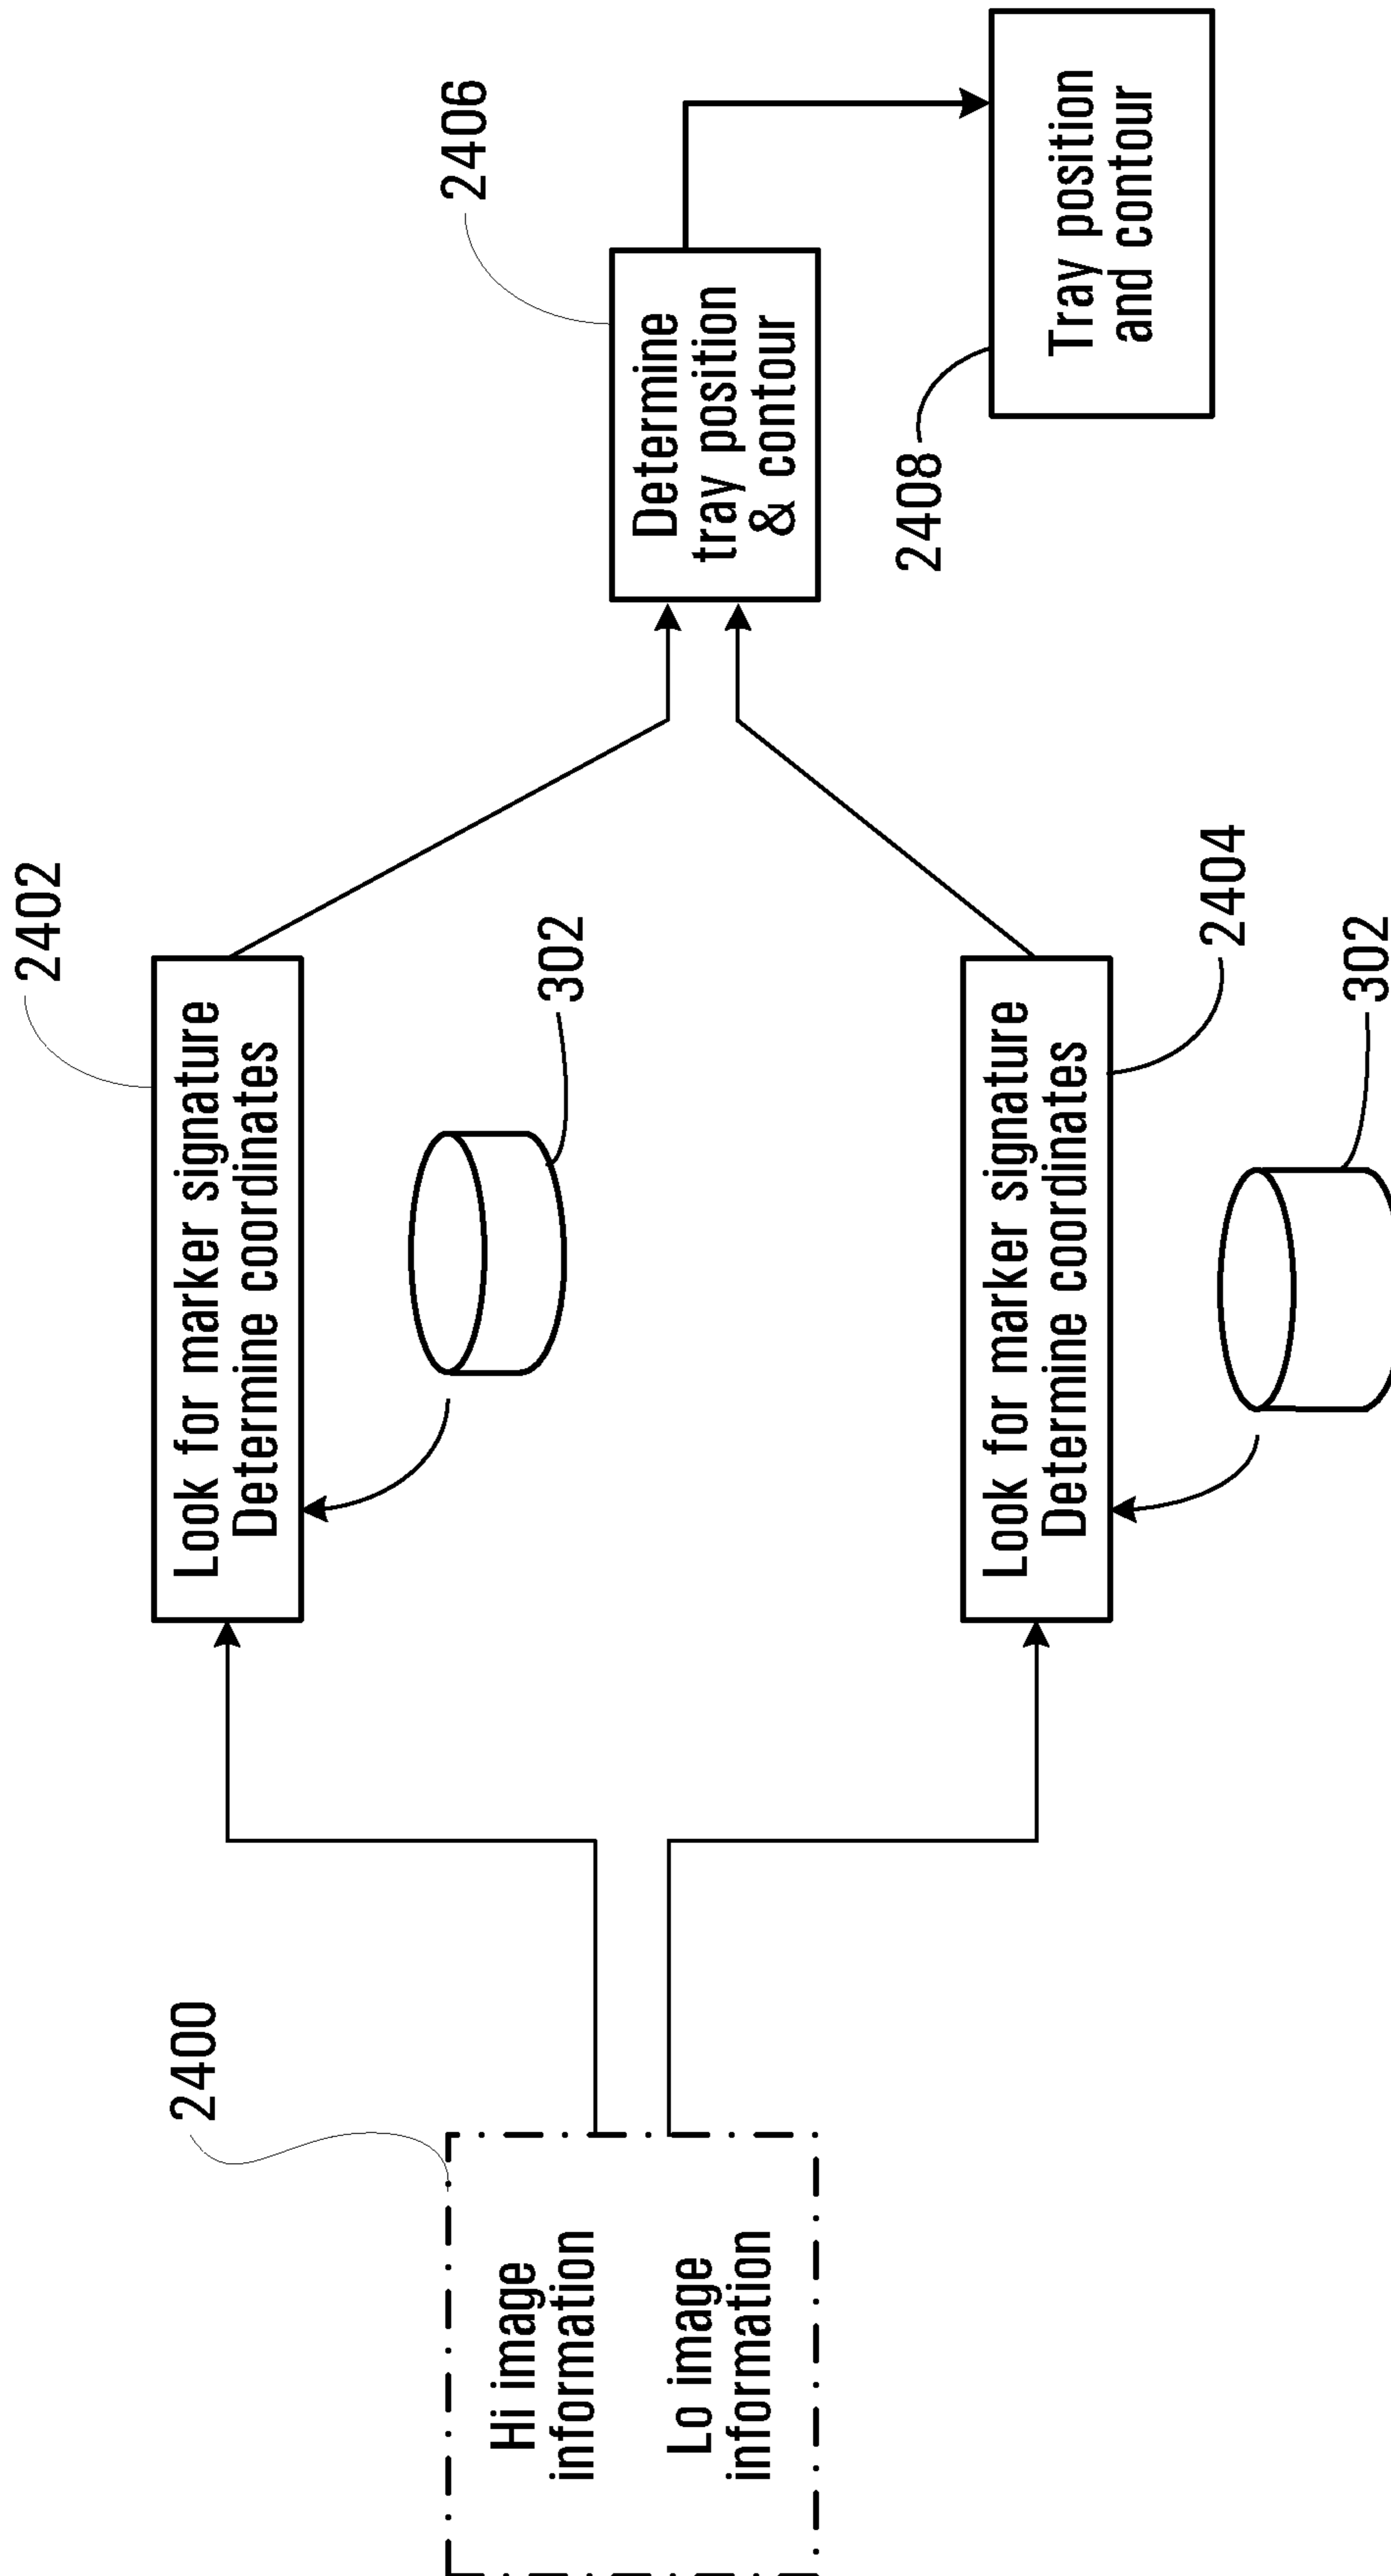 2400
Hi image
information
Lo image
information
2402
Look for marker signature
Determine coordinates
302
Look for marker signature
Determine coordinates
2404
302
2406
Determine
tray position
& contour
2408
Tray position
and contour